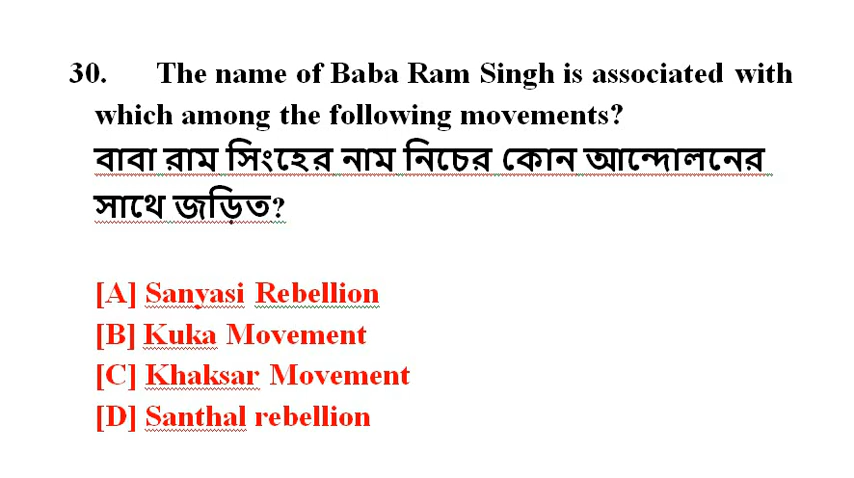 30. The name of Baba Ram Singh is associated with
which among the following movements?
বাবা রাম সিংহের নাম নিচের কোন আন্দোলনের
সাথে জড়িত?
[A] Sanyasi Rebellion
[B] Kuka Movement
[C] Khaksar Movement
[D] Santhal rebellion